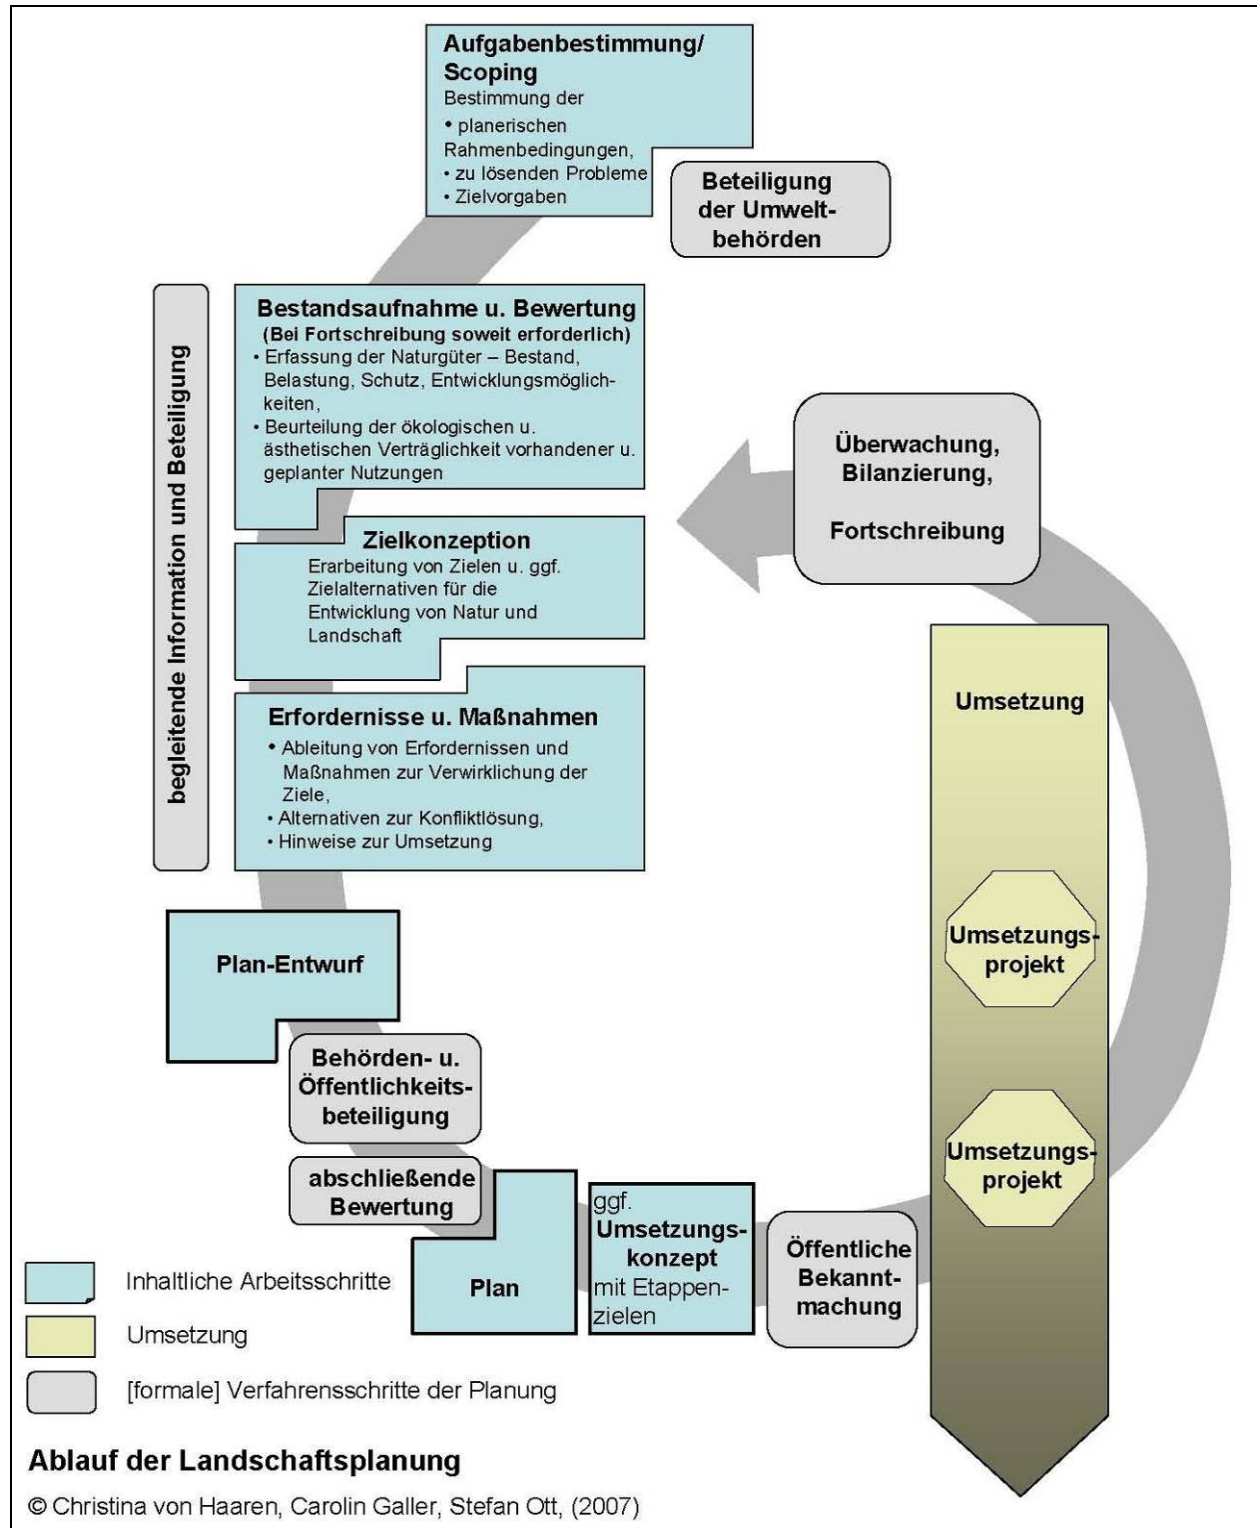 Aufgabenbestimmung/
Scoping
Bestimmung der
• planerischen
Rahmenbedingungen,
• zu lösenden Probleme
• Zielvorgaben
Beteiligung
der Umwelt-
behörden
begleitende Information und Beteiligung
Bestandsaufnahme u. Bewertung
(Bei Fortschreibung soweit erforderlich)
• Erfassung der Naturgüter – Bestand,
Belastung, Schutz, Entwicklungsmöglich-
keiten,
• Beurteilung der ökologischen u.
ästhetischen Verträglichkeit vorhandener u.
geplanter Nutzungen
Zielkonzeption
Erarbeitung von Zielen u. ggf.
Zielalternativen für die
Entwicklung von Natur und
Landschaft
Erfordernisse u. Maßnahmen
• Ableitung von Erfordernissen und
Maßnahmen zur Verwirklichung der
Ziele,
• Alternativen zur Konfliktlösung,
• Hinweise zur Umsetzung
Plan-Entwurf
Behörden- u.
Öffentlichkeits-
beteiligung
abschließende
Bewertung
Plan
ggf.
Umsetzungs-
konzept
mit Etappen-
zielen
Öffentliche
Bekannt-
machung
Umsetzung
Umsetzungs-
projekt
Umsetzungs-
projekt
Überwachung,
Bilanzierung,
Fortschreibung
Inhaltliche Arbeitsschritte
Umsetzung
[formale] Verfahrensschritte der Planung
Ablauf der Landschaftsplanung
© Christina von Haaren, Carolin Galler, Stefan Ott, (2007)